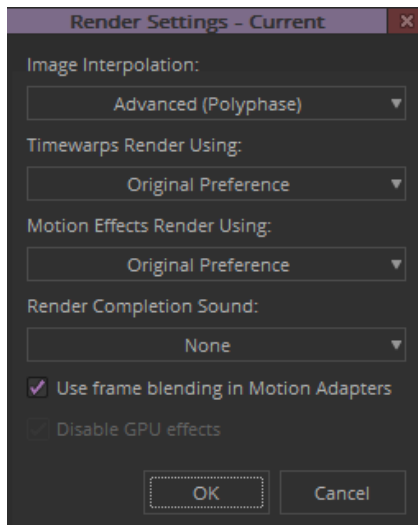 Render Settings - Current
Image Interpolation:
Advanced (Polyphase)
Timewarps Render Using:
Original Preference
Motion Effects Render Using:
Original Preference
Render Completion Sound:
None
Use frame blending in Motion Adapters
Disable GPU effects
OK
Cancel